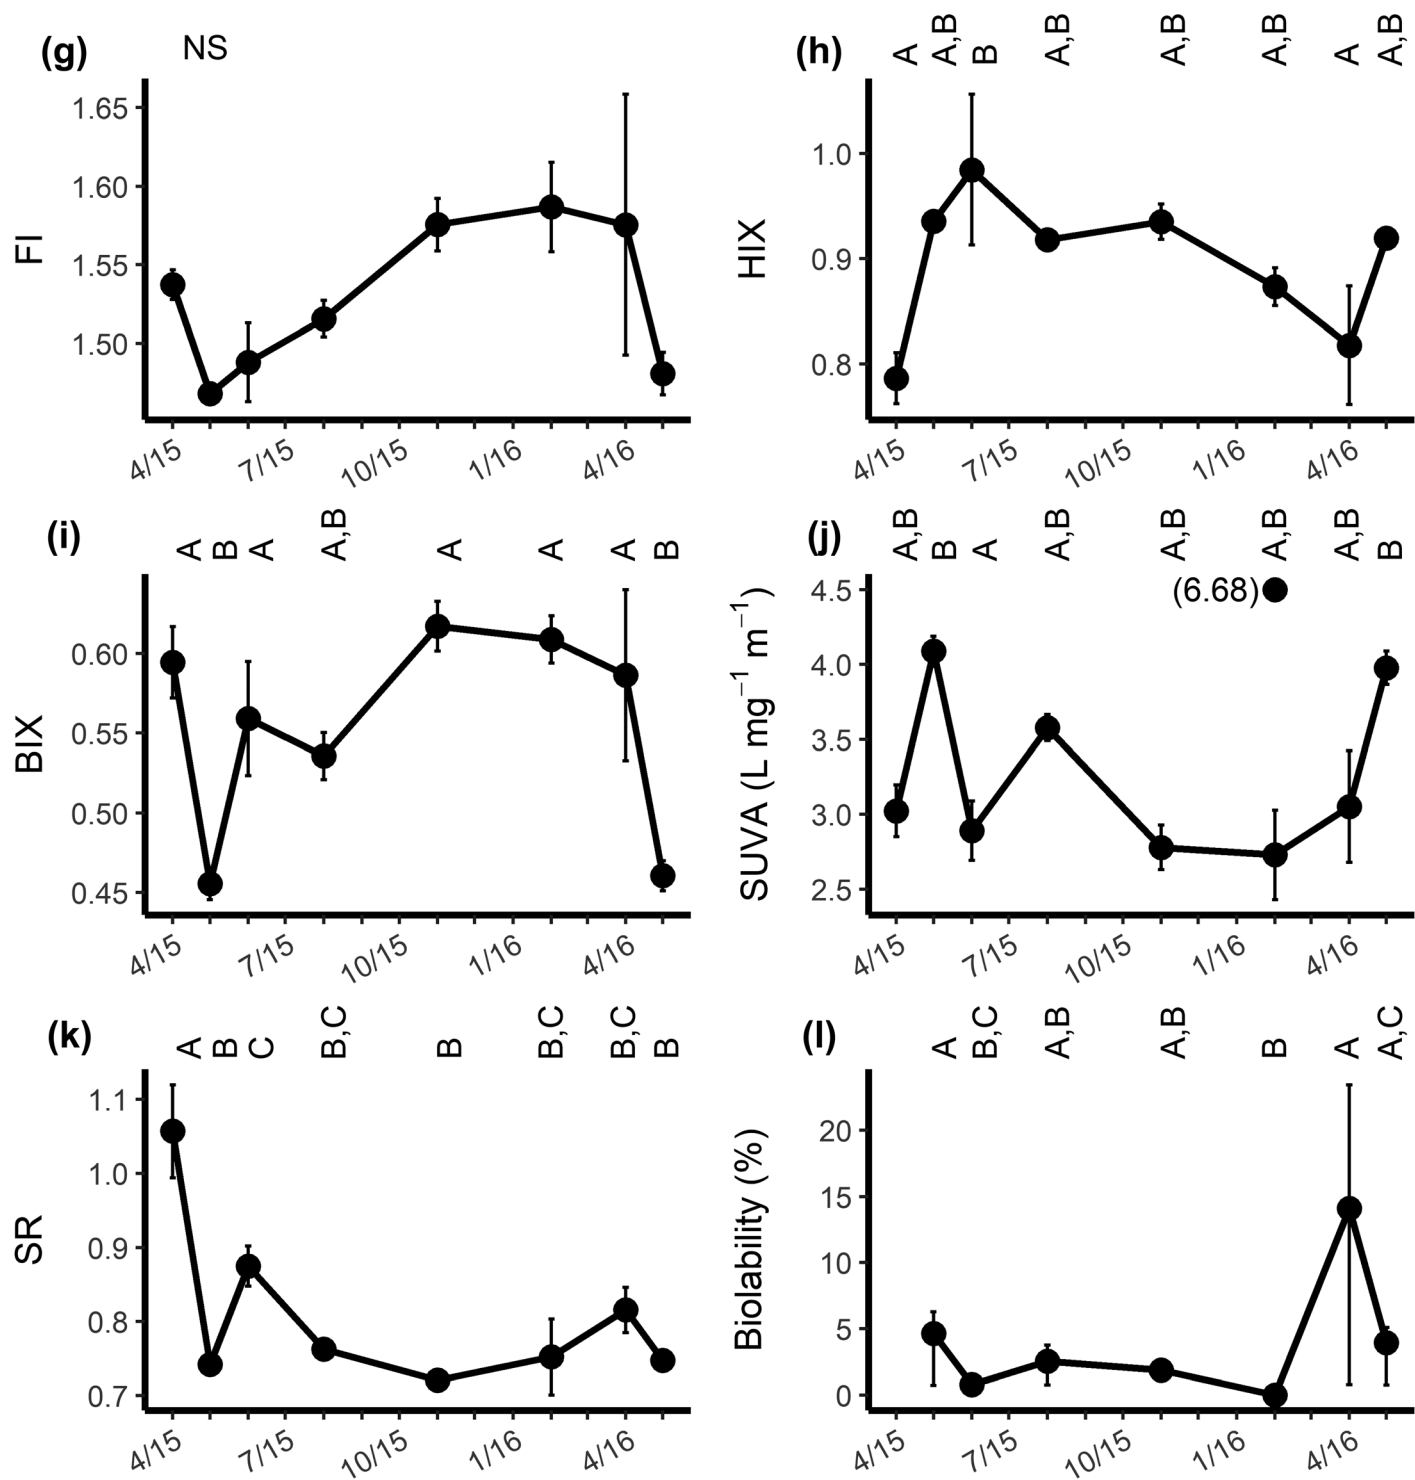 (g)
NS
FI
1.65
1.60
1.55
1.50
4/15
7/15
10/15
1/16
4/16
(h)
A
A,B
B
A,B
A,B
A,B
A
A,B
HIX
1.0
0.9
0.8
4/15
7/15
10/15
1/16
4/16
(i)
A
B
A
A,B
A
A
A
B
BIX
0.60
0.55
0.50
0.45
4/15
7/15
10/15
1/16
4/16
(j)
A,B
B
A
A,B
A,B
A,B
A,B
B
SUVA (L mg⁻¹ m⁻¹)
(6.68)
4.5
4.0
3.5
3.0
2.5
4/15
7/15
10/15
1/16
4/16
(k)
A
B
C
B,C
B
B,C
B,C
B
SR
1.1
1.0
0.9
0.8
0.7
4/15
7/15
10/15
1/16
4/16
(l)
A
B,C
A,B
A,B
B
A
A,C
Biolability (%)
20
15
10
5
0
4/15
7/15
10/15
1/16
4/16